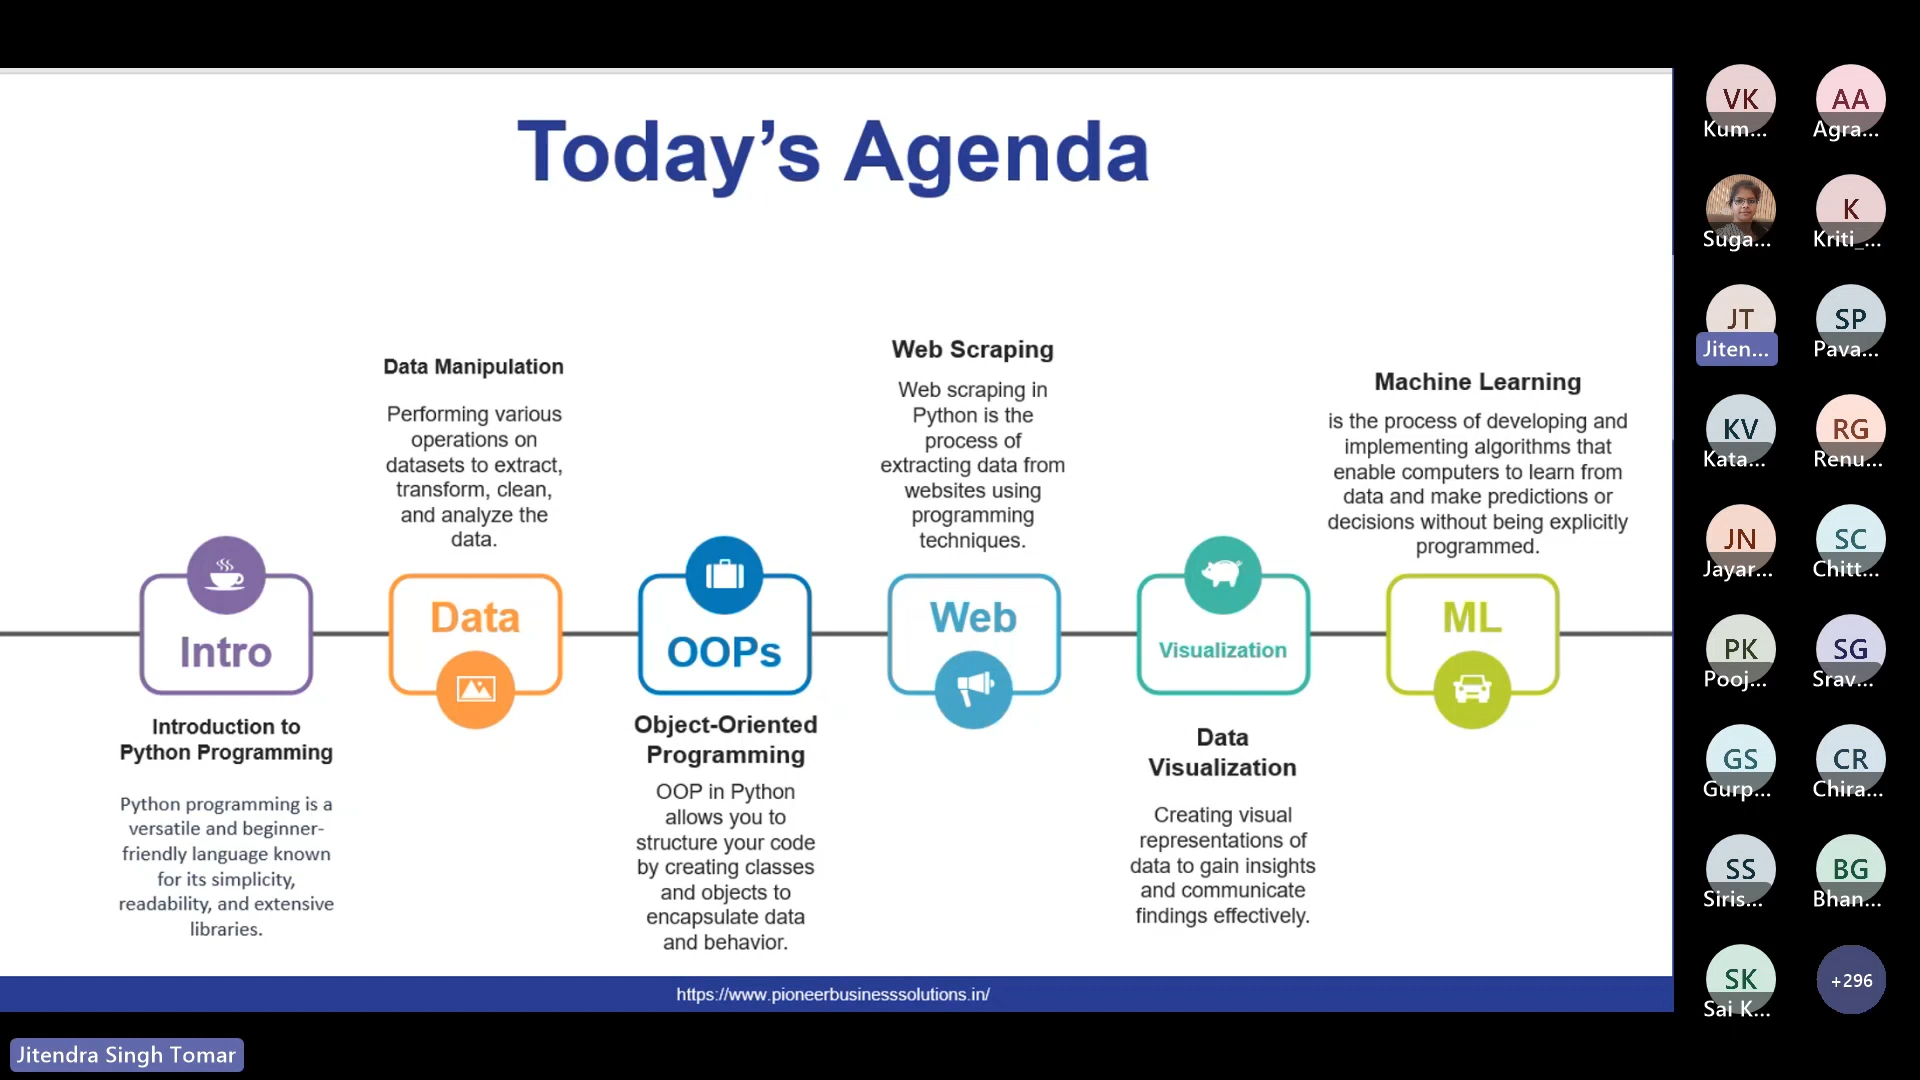 Today’s Agenda
Data Manipulation
Performing various
operations on
datasets to extract,
transform, clean,
and analyze the
data.
Web Scraping
Web scraping in
Python is the
process of
extracting data from
websites using
programming
techniques.
Machine Learning
is the process of developing and
implementing algorithms that
enable computers to learn from
data and make predictions or
decisions without being explicitly
programmed.
Intro
Data
OOPs
Web
Visualization
ML
Introduction to
Python Programming
Python programming is a
versatile and beginner-
friendly language known
for its simplicity,
readability, and extensive
libraries.
Object-Oriented
Programming
OOP in Python
allows you to
structure your code
by creating classes
and objects to
encapsulate data
and behavior.
Data
Visualization
Creating visual
representations of
data to gain insights
and communicate
findings effectively.
https://www.pioneerbusinesssolutions.in/
Jitendra Singh Tomar
VK
Kum...
AA
Agra...
Suga...
K
Kriti_...
JT
Jiten...
SP
Pava...
KV
Kata...
RG
Renu...
JN
Jayar...
SC
Chitt...
PK
Pooj...
SG
Srav...
GS
Gurp...
CR
Chira...
SS
Siris...
BG
Bhan...
SK
Sai K...
+296